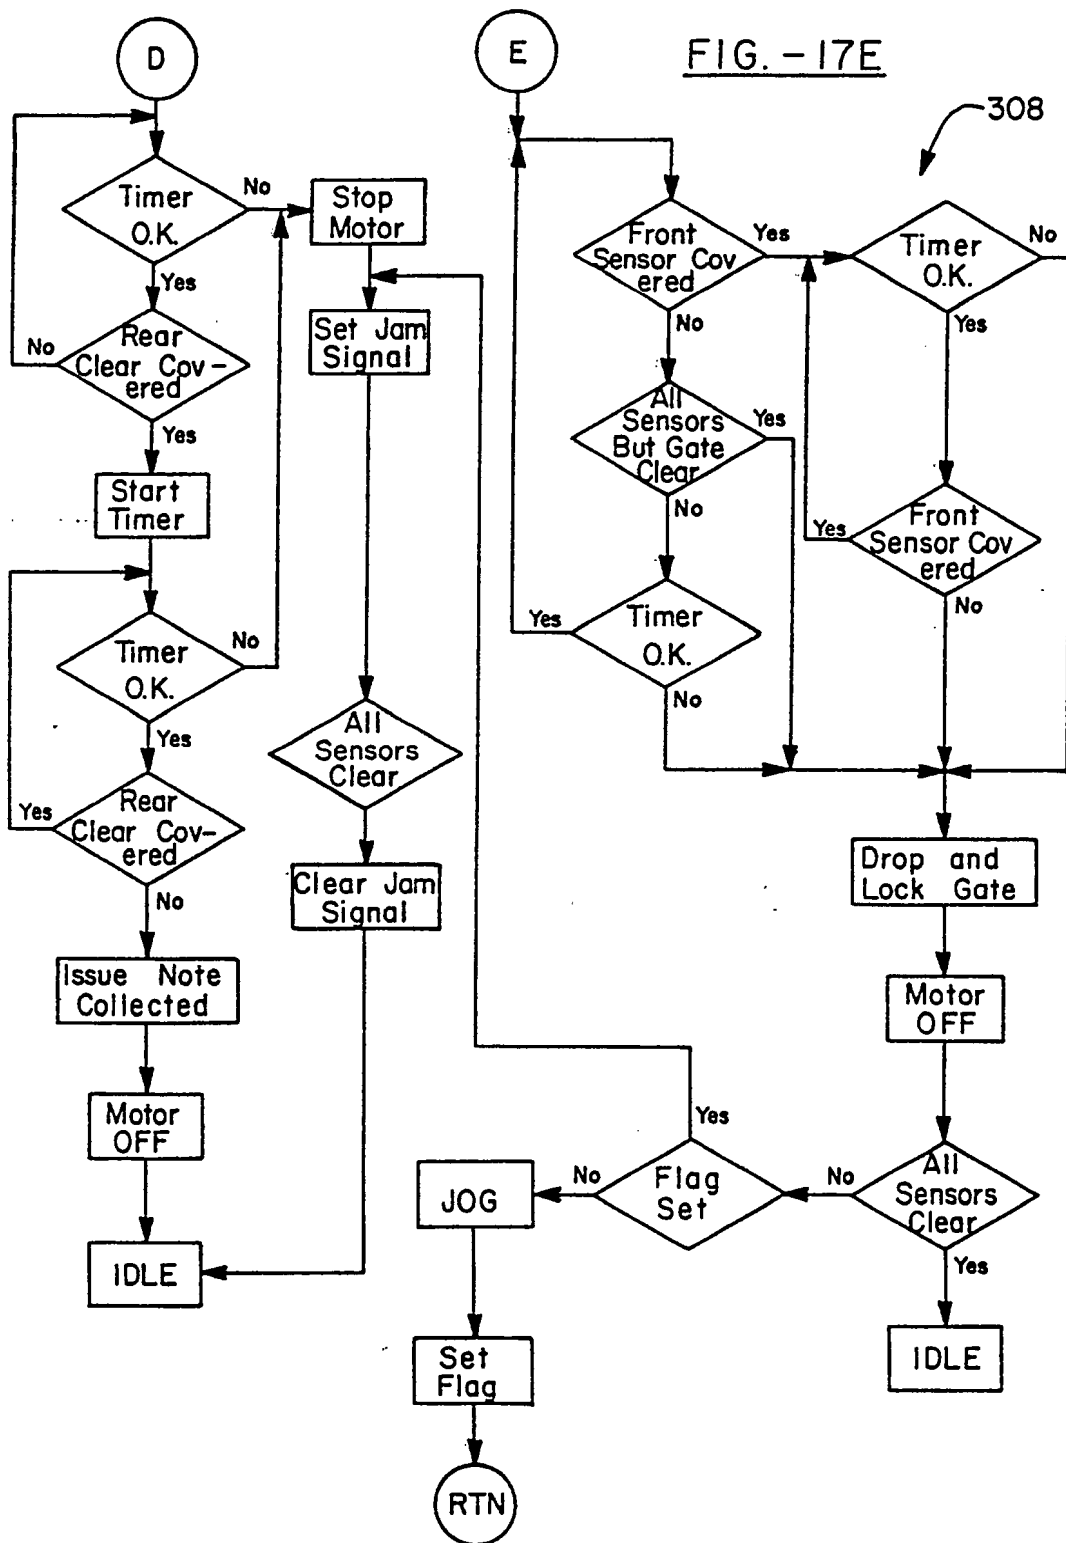 D
E
FIG. - 17E
308
Timer
O.K.
No
Yes
Rear
Clear Cov-
ered
No
Yes
Start
Timer
Timer
O.K.
No
Yes
Rear
Clear Cov-
ered
Yes
No
Issue Note
Collected
Motor
OFF
IDLE
Stop
Motor
Set Jam
Signal
All
Sensors
Clear
Clear Jam
Signal
Front
Sensor Cov
ered
Yes
No
All
Sensors
But Gate
Clear
Yes
No
Timer
O.K.
Yes
No
Timer
O.K.
No
Yes
Front
Sensor Cov
ered
Yes
No
Drop and
Lock Gate
Motor
OFF
All
Sensors
Clear
No
Yes
IDLE
Flag
Set
Yes
No
JOG
Set
Flag
RTN